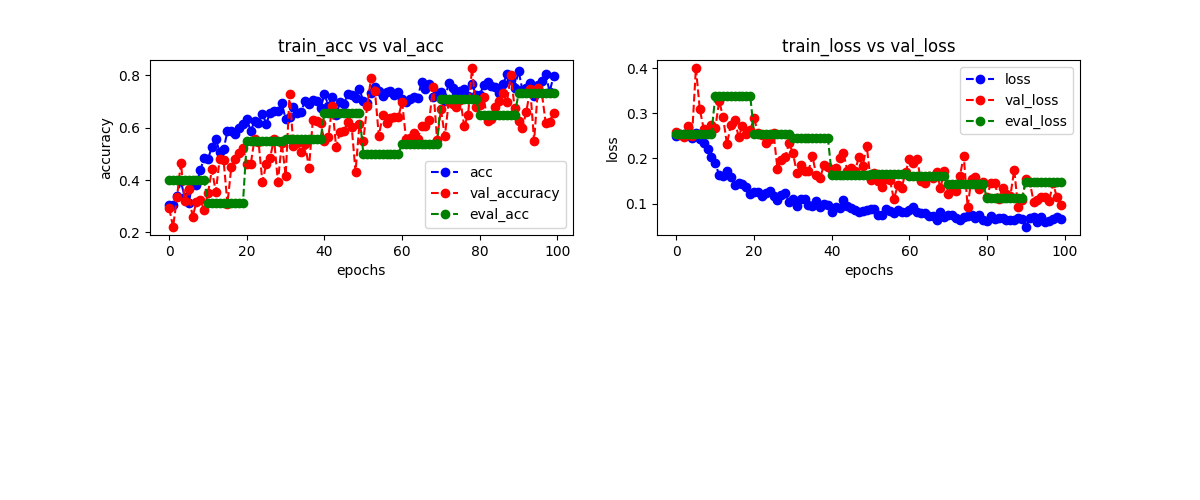 train_acc vs val_acc
accuracy
0.8
0.6
0.4
0.2
acc
val_accuracy
eval_acc
0 20 40 60 80 100
epochs
train_loss vs val_loss
loss
0.4
0.3
0.2
0.1
loss
val_loss
eval_loss
0 20 40 60 80 100
epochs